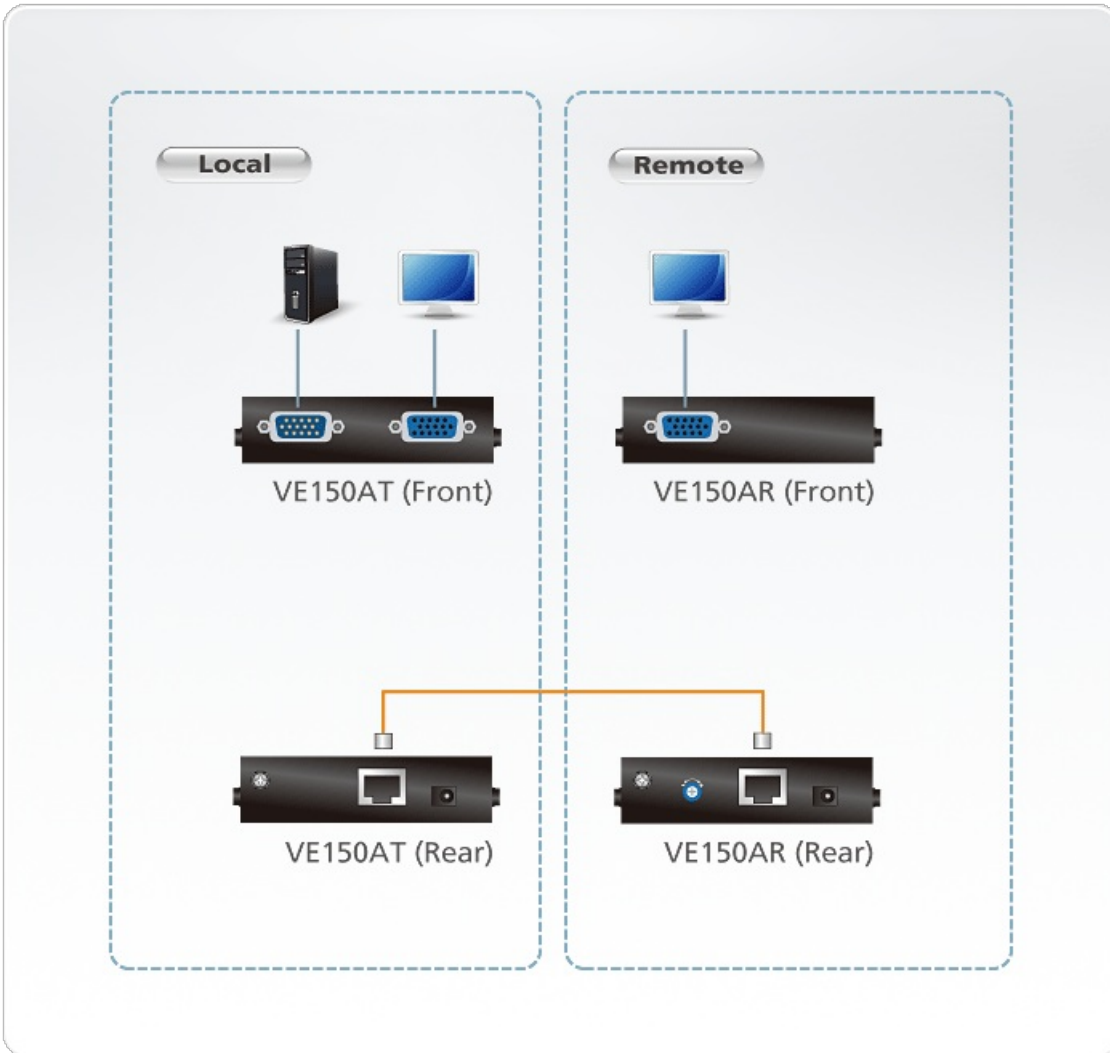 Local
Remote
VE150AT (Front)
VE150AR (Front)
VE150AT (Rear)
VE150AR (Rear)